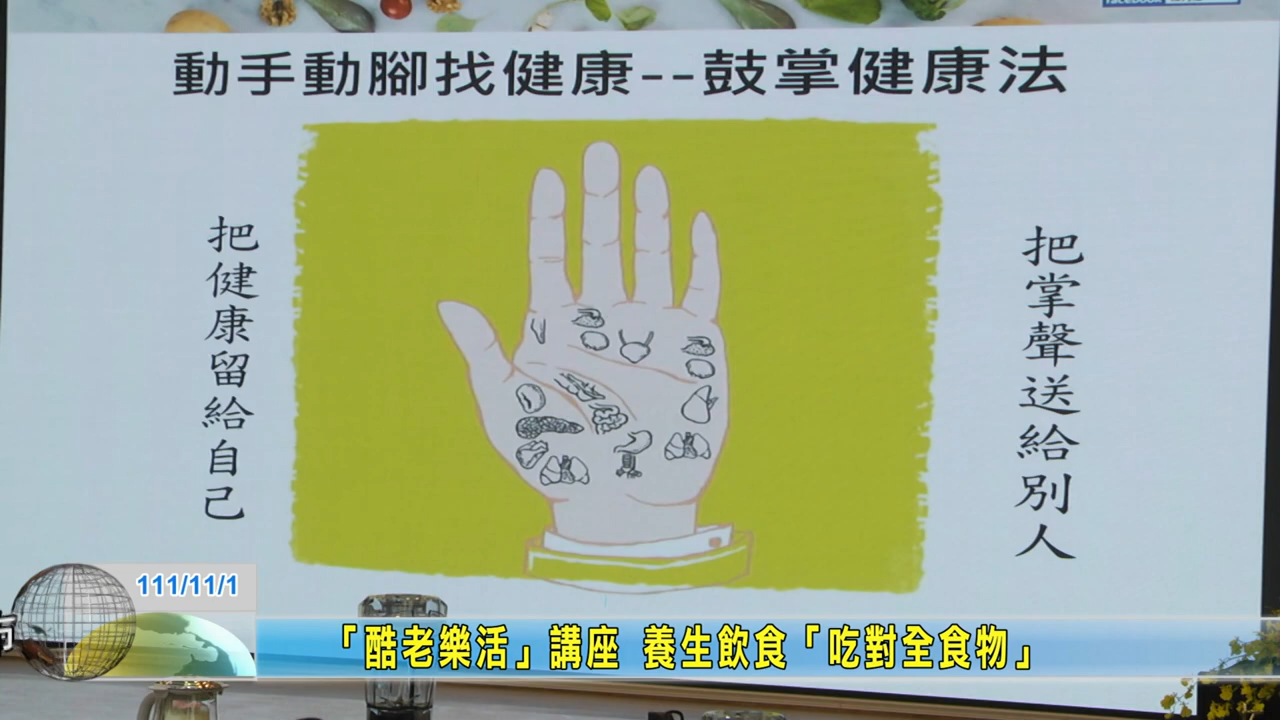 動手動腳找健康--鼓掌健康法
把掌聲送給別人
把健康留給自己
111/11/1
「酷老樂活」講座 養生飲食「吃對全食物」